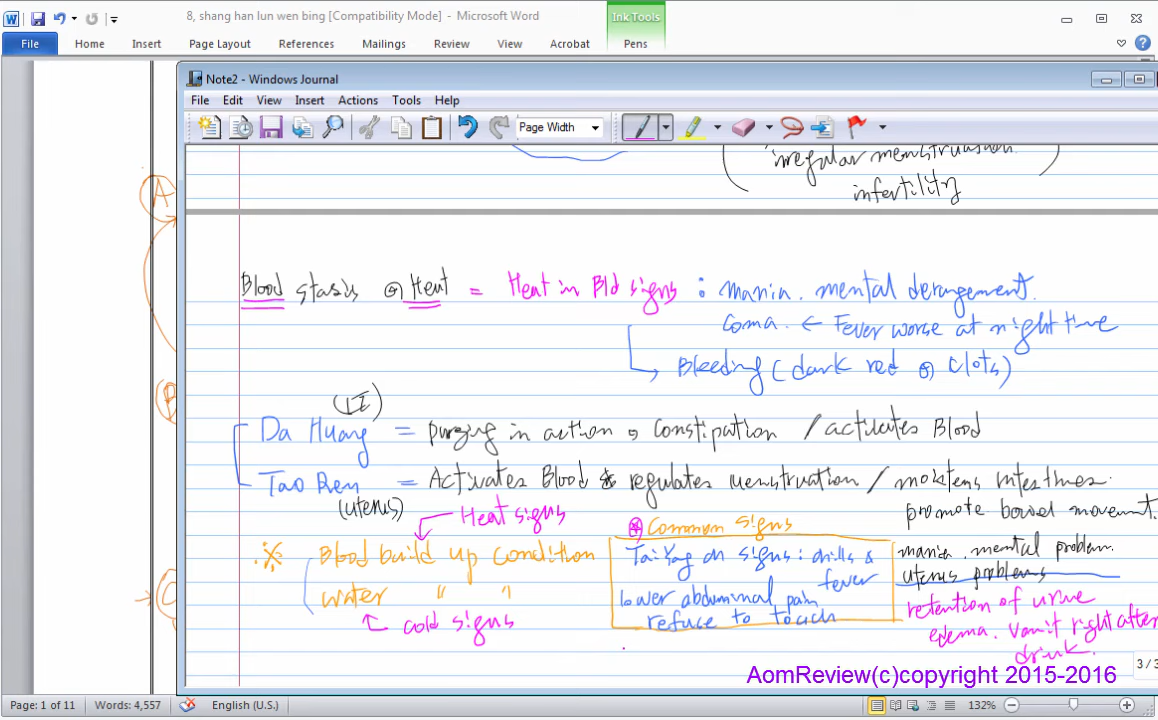 8, shang han lun wen bing [Compatibility Mode] - Microsoft Word
Ink Tools
File Home Insert Page Layout References Mailings Review View Acrobat Pens
Note2 - Windows Journal
File Edit View Insert Actions Tools Help
Page Width
irregular menstruation.
infertility
A
Blood stasis Heat = Heat in Bld signs : mania. mental derangement.
coma. ← Fever worse at night time
Bleeding (dark red clots)
B
(LI)
Da Huang = purging in action, constipation / activates Blood
Tao Ren = Activates Blood & regulates menstruation / moistens intestines.
(uterus)
promote bowel movement.
Heat signs
Common signs
※ Blood build up condition
Tai Yang signs: chills &
fever
mania. mental problem.
uterus problems
C
water " "
lower abdominal pain
refuse to touch
retention of urine
edema. vomit right after
drink.
cold signs
AomReview(c)copyright 2015-2016
3 / 3
Page: 1 of 11 Words: 4,557 English (U.S.) 132%